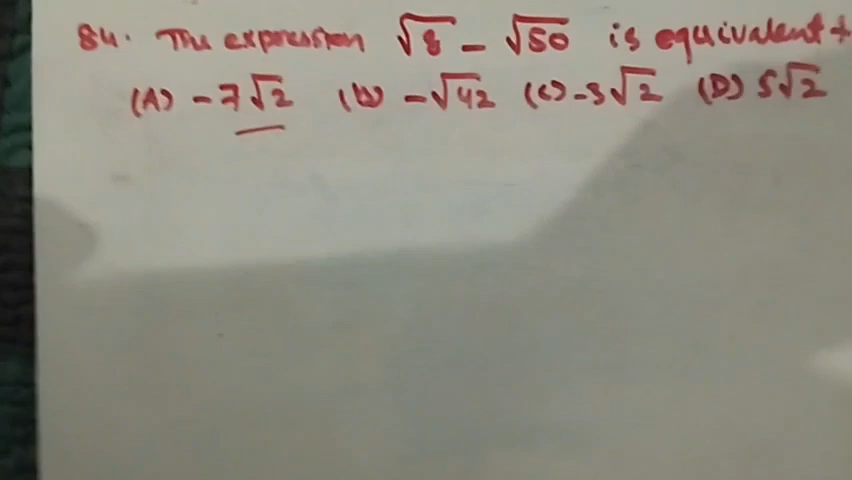 84. The expression √8 - √50 is equivalent
(A) -7√2 (B) -√42 (C) -3√2 (D) 5√2